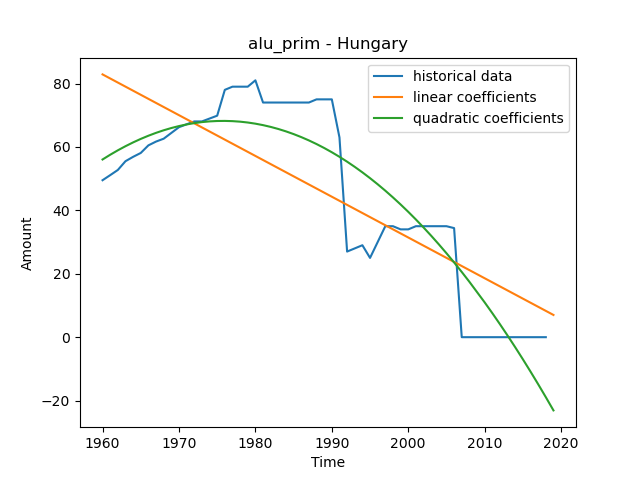 alu_prim - Hungary
historical data
linear coefficients
quadratic coefficients
Amount
80
60
40
20
0
−20
1960 1970 1980 1990 2000 2010 2020
Time